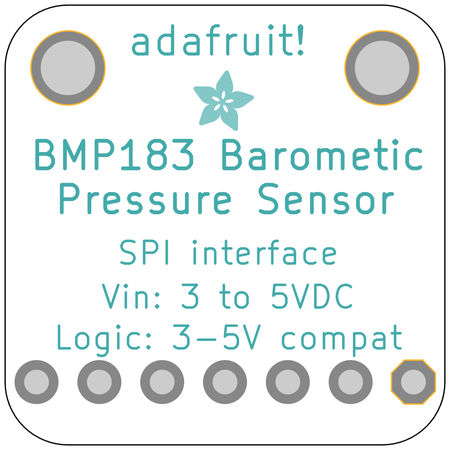 adafruit!
BMP183 Barometic
Pressure Sensor
SPI interface
Vin: 3 to 5VDC
Logic: 3-5V compat